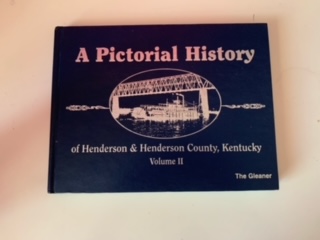 A Pictorial History
of Henderson & Henderson County, Kentucky
Volume II
The Gleaner